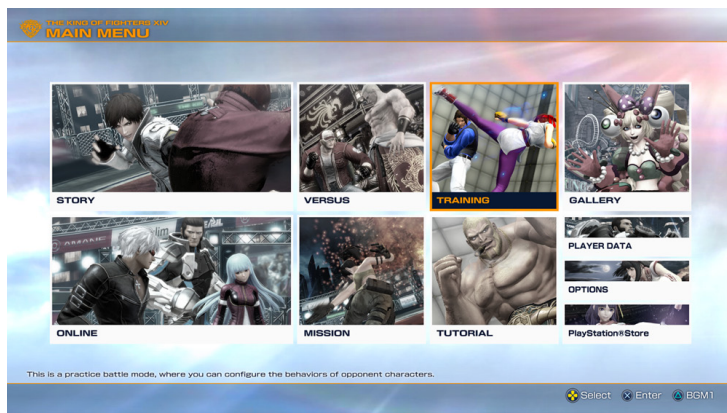 THE KING OF FIGHTERS XIV
MAIN MENU
STORY
VERSUS
TRAINING
GALLERY
PLAYER DATA
OPTIONS
PlayStation®Store
ONLINE
MISSION
TUTORIAL
This is a practice battle mode, where you can configure the behaviors of opponent characters.
Select Enter BGM1